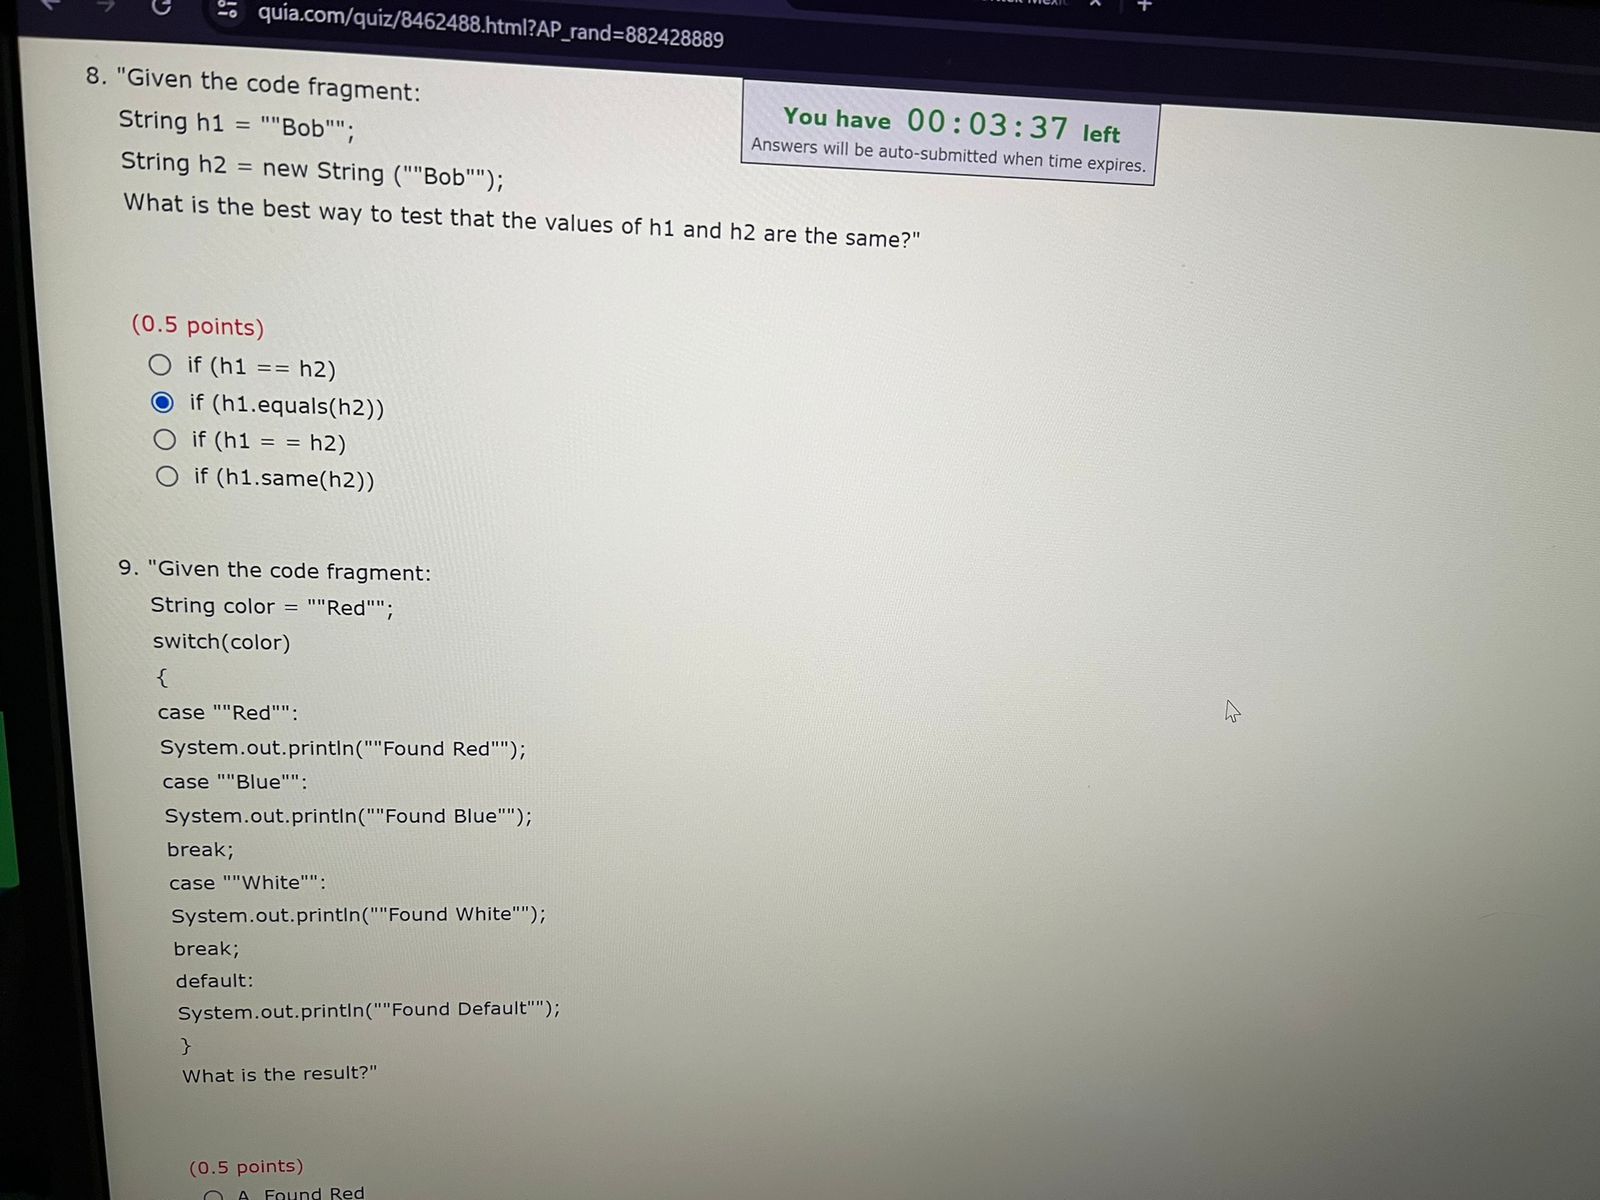 quia.com/quiz/8462488.html?AP_rand=882428889
You have 00:03:37 left
Answers will be auto-submitted when time expires.
8. "Given the code fragment:
String h1 = ""Bob"";
String h2 = new String (""Bob"");
What is the best way to test that the values of h1 and h2 are the same?"
(0.5 points)
if (h1 == h2)
if (h1.equals(h2))
if (h1 = = h2)
if (h1.same(h2))
9. "Given the code fragment:
String color = ""Red"";
switch(color)
{
case ""Red"":
System.out.println(""Found Red"");
case ""Blue"":
System.out.println(""Found Blue"");
break;
case ""White"":
System.out.println(""Found White"");
break;
default:
System.out.println(""Found Default"");
}
What is the result?"
(0.5 points)
A. Found Red